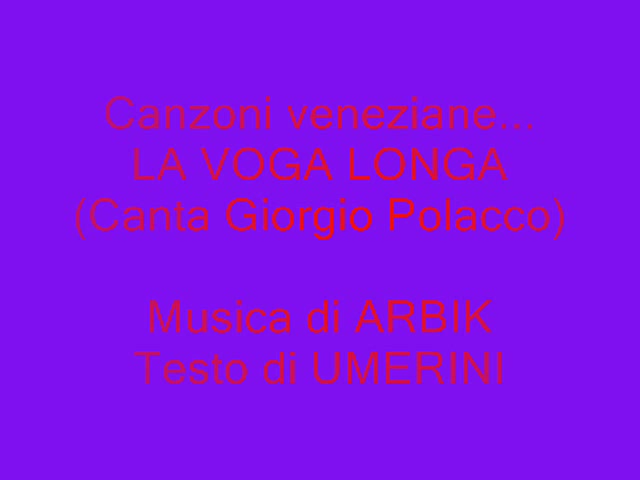 Canzoni veneziane...
LA VOGA LONGA
(Canta Giorgio Polacco)
Musica di ARBIK
Testo di UMERINI